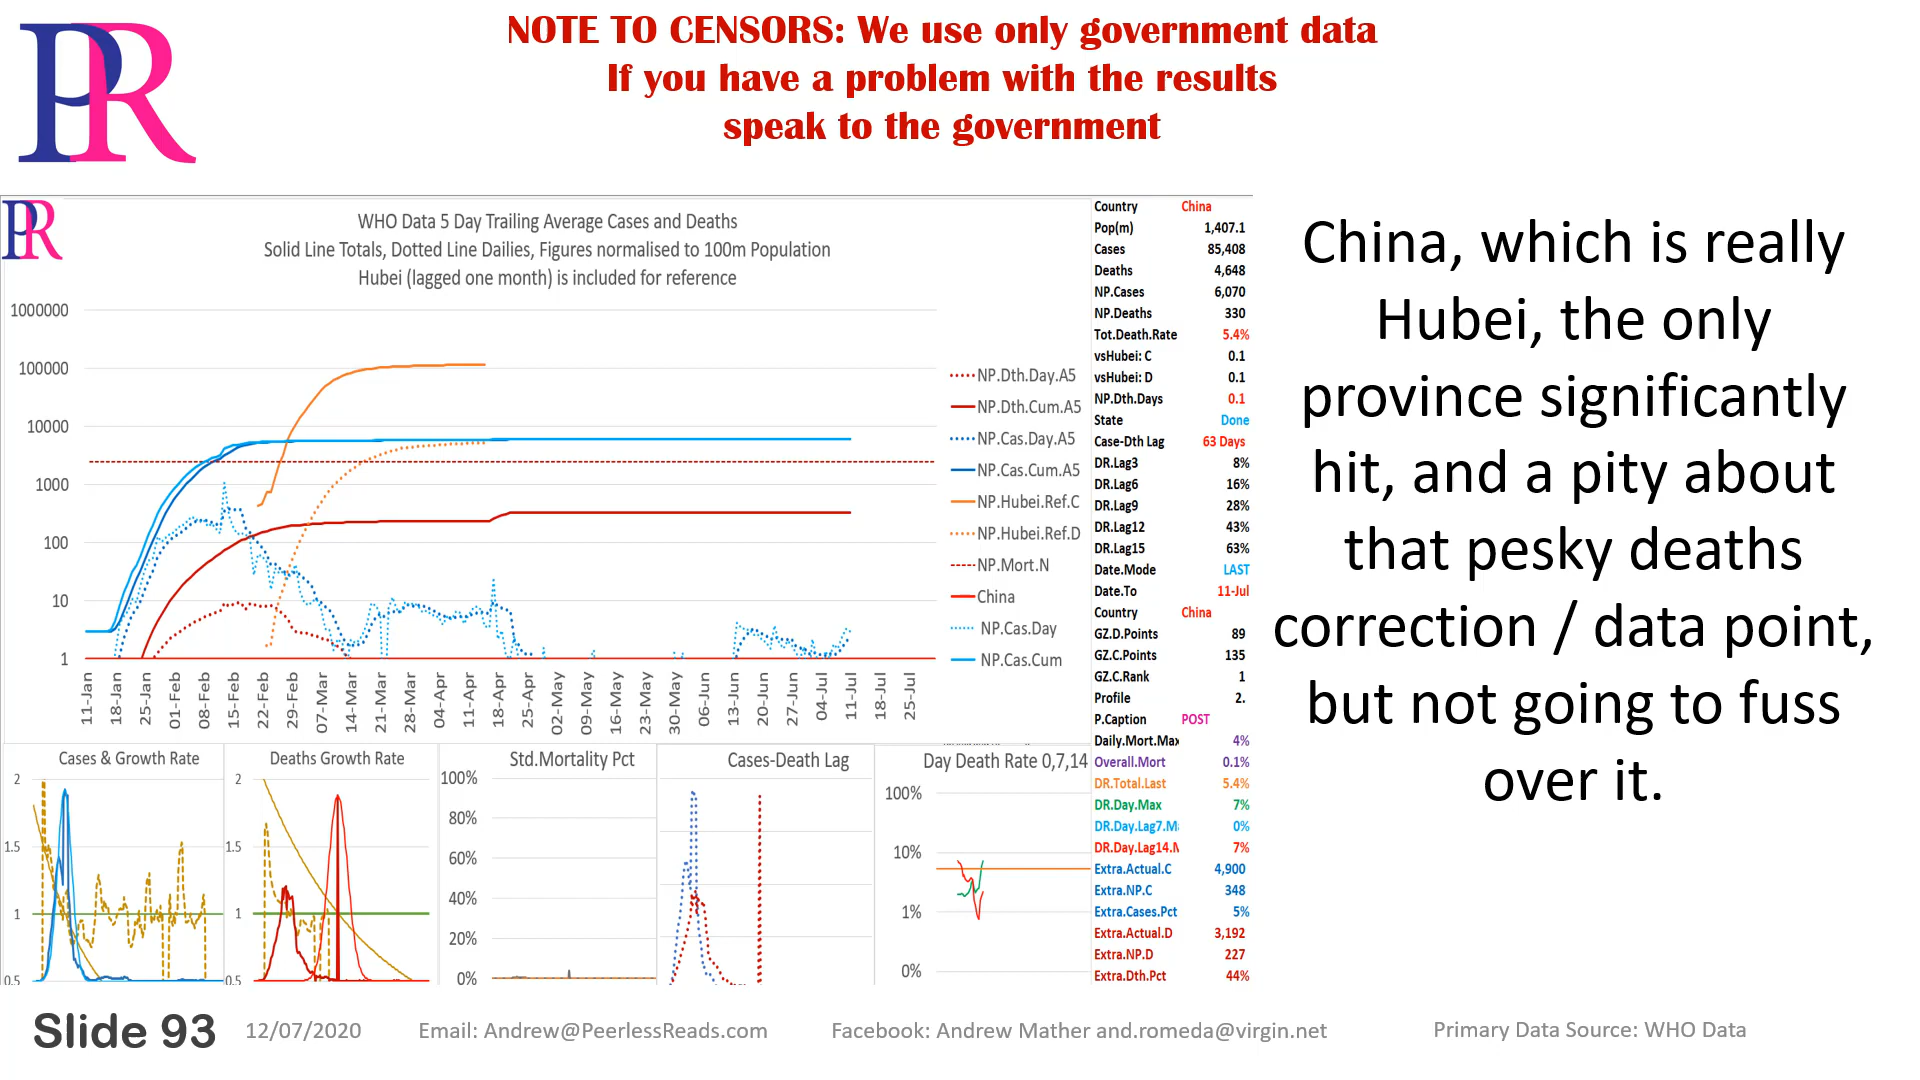 PR
NOTE TO CENSORS: We use only government data
If you have a problem with the results
speak to the government
PR
WHO Data 5 Day Trailing Average Cases and Deaths
Solid Line Totals, Dotted Line Dailies, Figures normalised to 100m Population
Hubei (lagged one month) is included for reference
1000000
100000
10000
1000
100
10
1
11-Jan
18-Jan
25-Jan
01-Feb
08-Feb
15-Feb
22-Feb
29-Feb
07-Mar
14-Mar
21-Mar
28-Mar
04-Apr
11-Apr
18-Apr
25-Apr
02-May
09-May
16-May
23-May
30-May
06-Jun
13-Jun
20-Jun
27-Jun
04-Jul
11-Jul
18-Jul
25-Jul
NP.Dth.Day.A5
NP.Dth.Cum.A5
NP.Cas.Day.A5
NP.Cas.Cum.A5
NP.Hubei.Ref.C
NP.Hubei.Ref.D
NP.Mort.N
China
NP.Cas.Day
NP.Cas.Cum
Country China
Pop(m) 1,407.1
Cases 85,408
Deaths 4,648
NP.Cases 6,070
NP.Deaths 330
Tot.Death.Rate 5.4%
vsHubei: C 0.1
vsHubei: D 0.1
NP.Dth.Days 0.1
State Done
Case-Dth Lag 63 Days
DR.Lag3 8%
DR.Lag6 16%
DR.Lag9 28%
DR.Lag12 43%
DR.Lag15 63%
Date.Mode LAST
Date.To 11-Jul
Country China
GZ.D.Points 89
GZ.C.Points 135
GZ.C.Rank 1
Profile 2.
P.Caption POST
Daily.Mort.Max 4%
Overall.Mort 0.1%
DR.Total.Last 5.4%
DR.Day.Max 7%
DR.Day.Lag7.M 0%
DR.Day.Lag14.M 7%
Extra.Actual.C 4,900
Extra.NP.C 348
Extra.Cases.Pct 5%
Extra.Actual.D 3,192
Extra.NP.D 227
Extra.Dth.Pct 44%
China, which is really
Hubei, the only
province significantly
hit, and a pity about
that pesky deaths
correction / data point,
but not going to fuss
over it.
Cases & Growth Rate
2
1.5
1
0.5
Deaths Growth Rate
2
1.5
1
0.5
Std.Mortality Pct
100%
80%
60%
40%
20%
0%
Cases-Death Lag
Day Death Rate 0,7,14
100%
10%
1%
0%
Slide 93
12/07/2020
Email: Andrew@PeerlessReads.com
Facebook: Andrew Mather and.romeda@virgin.net
Primary Data Source: WHO Data